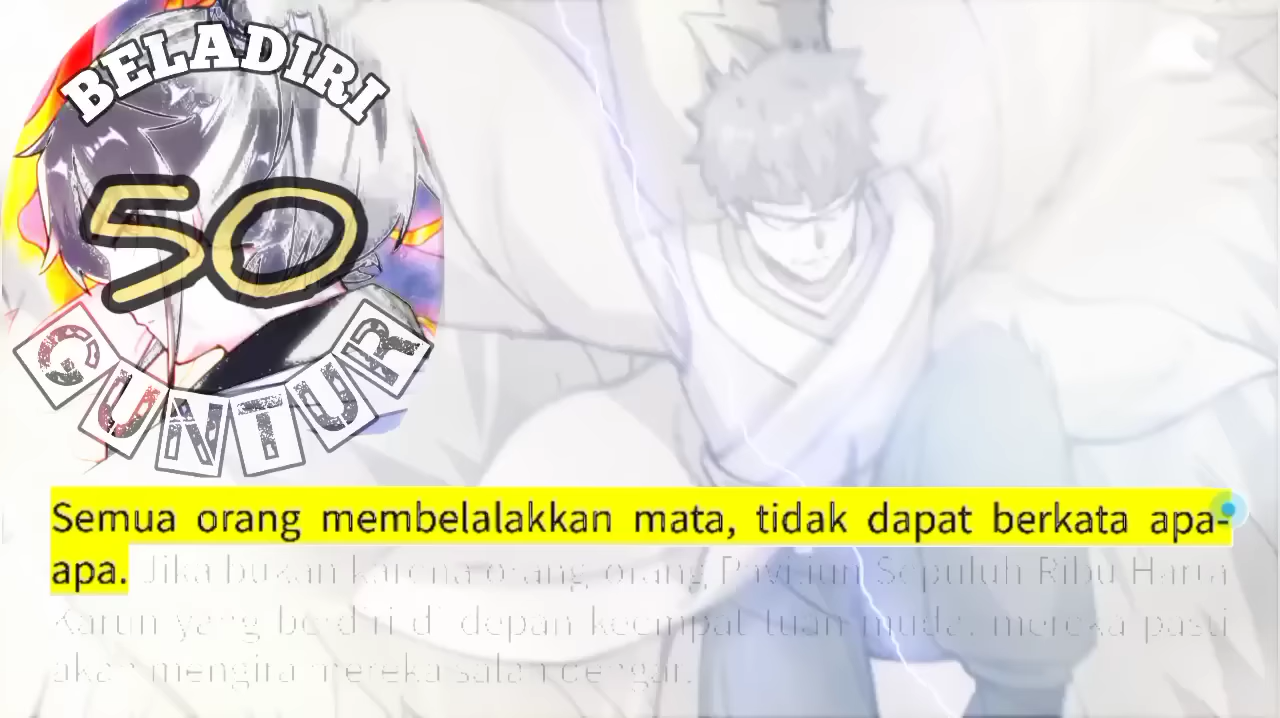 BELADIRI
50
GUNTUR
Semua orang membelalakkan mata, tidak dapat berkata apa-
apa. Jika bukan karena orang-orang Paviliun Sepuluh Ribu Harta
Karun yang berdiri di depan keempat tuan muda, mereka pasti
akan mengira mereka salah dengar.